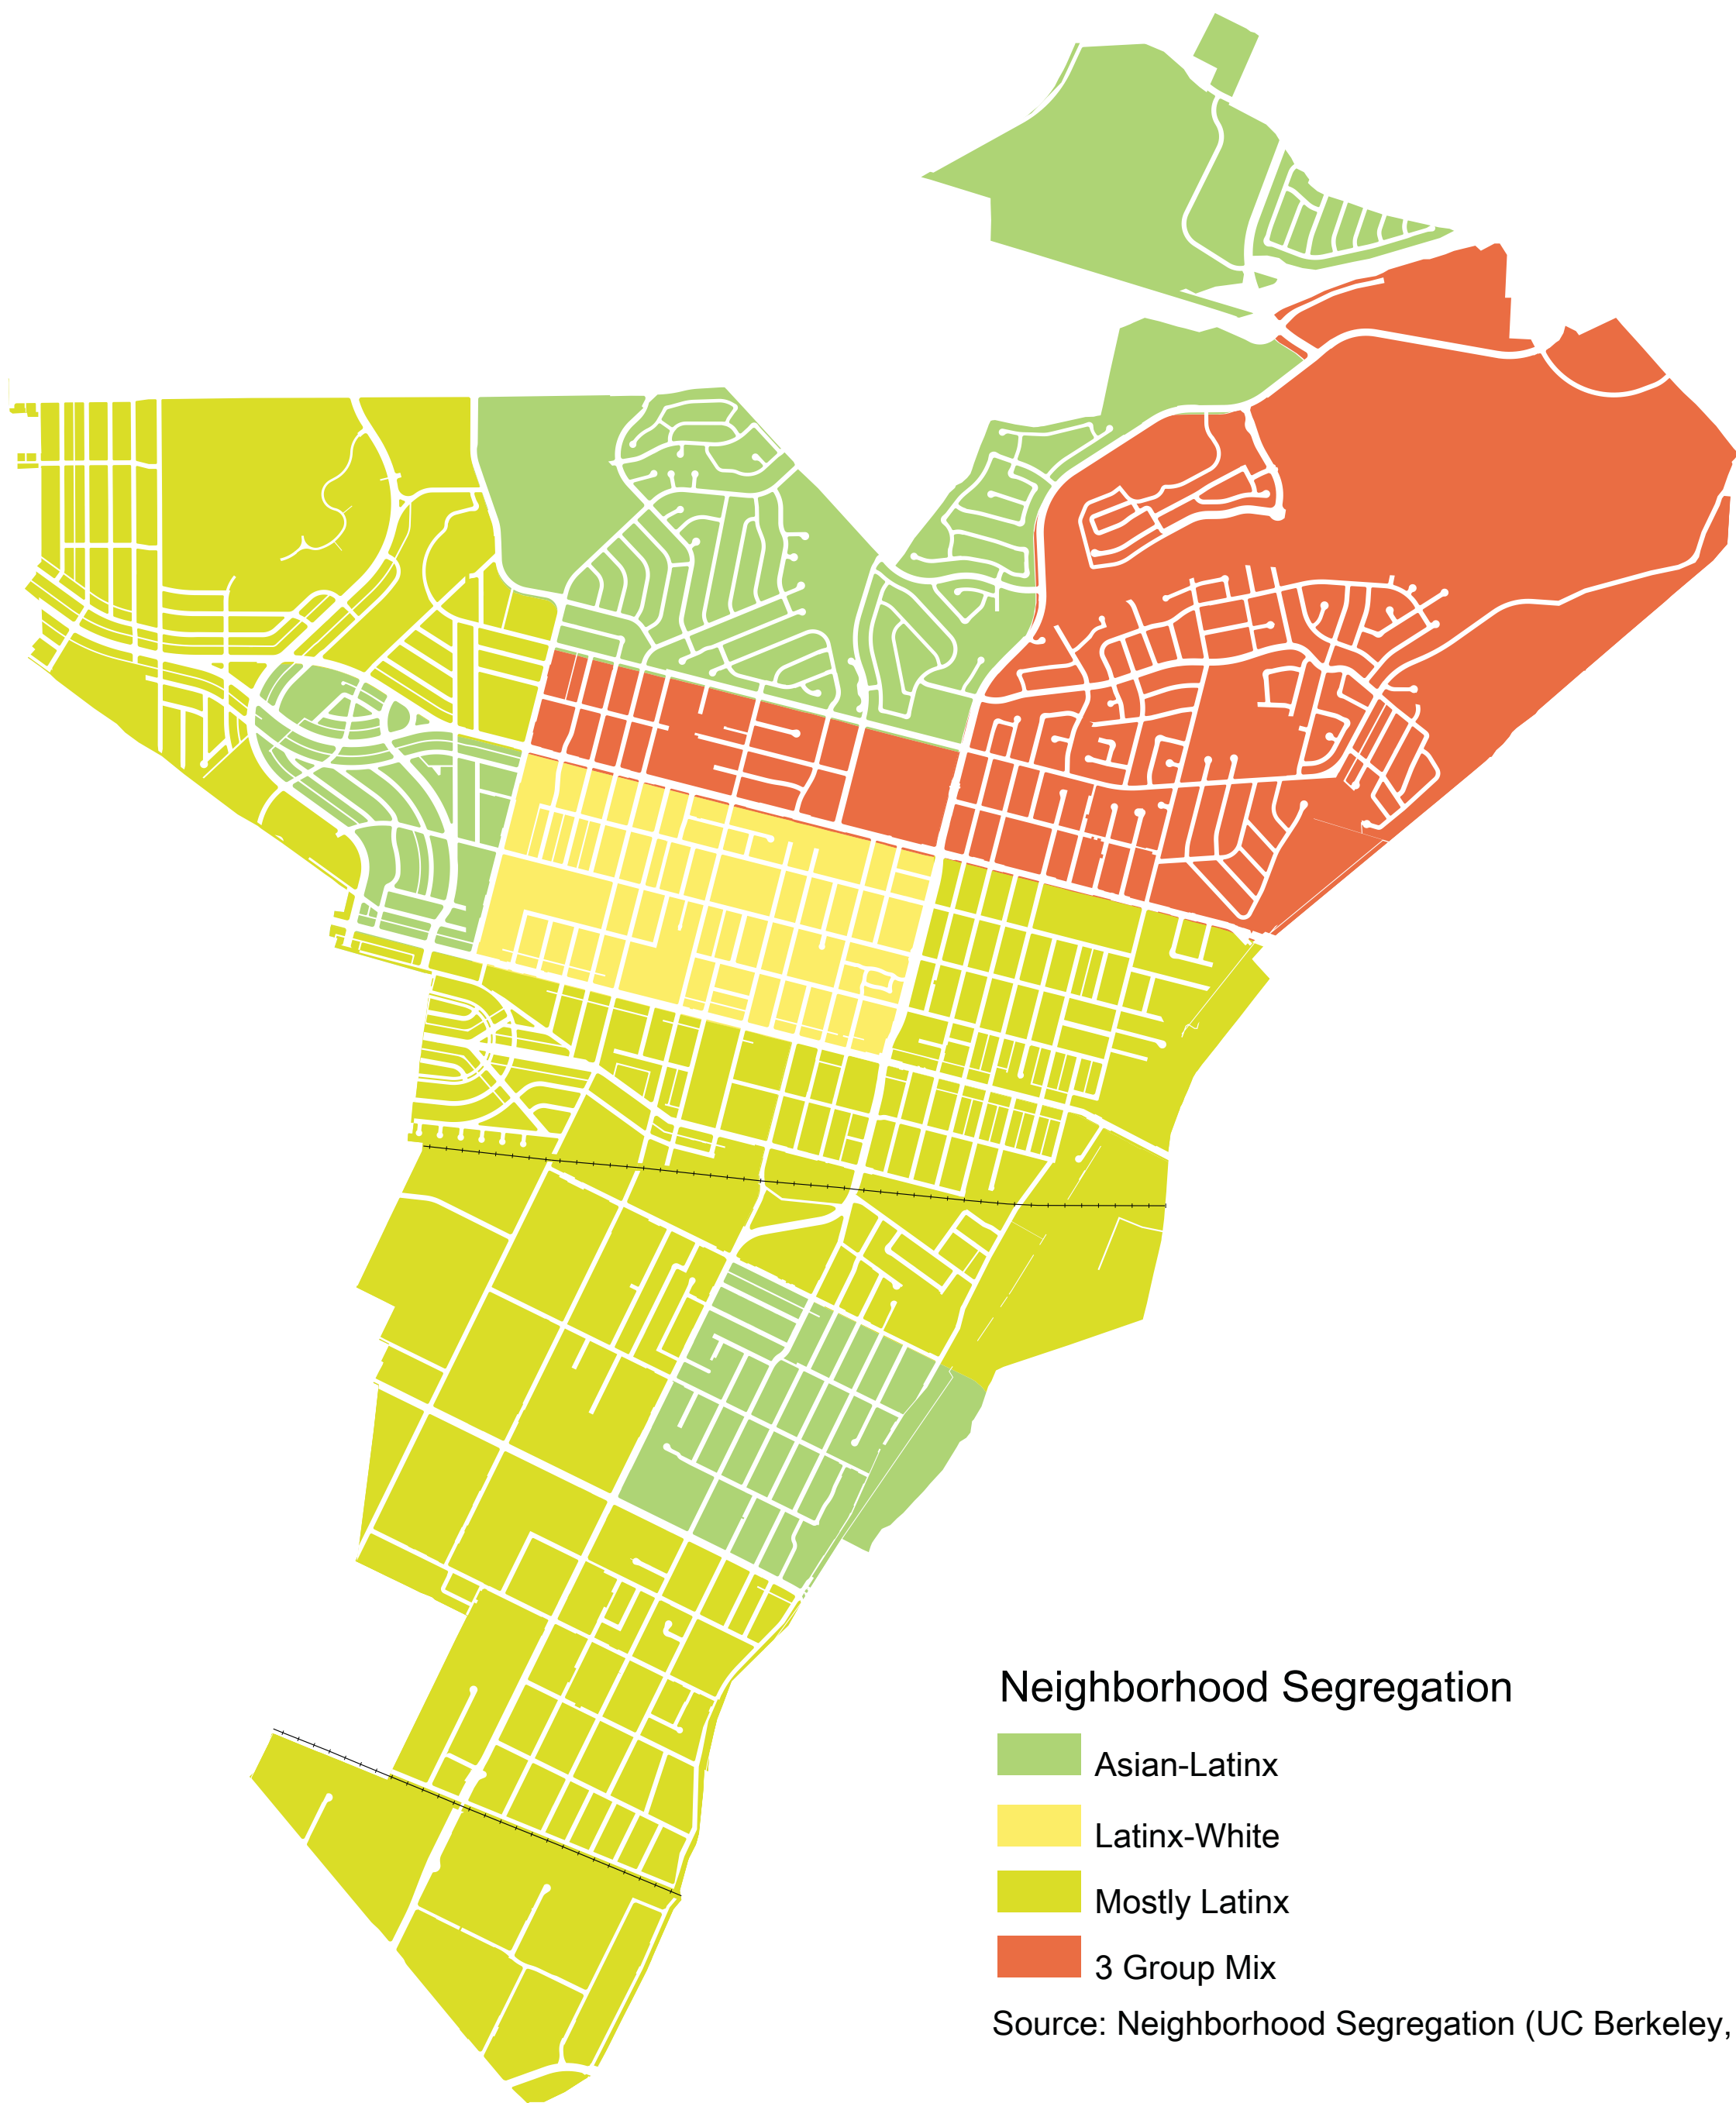 Neighborhood Segregation
Asian-Latinx
Latinx-White
Mostly Latinx
3 Group Mix
Source: Neighborhood Segregation (UC Berkeley,